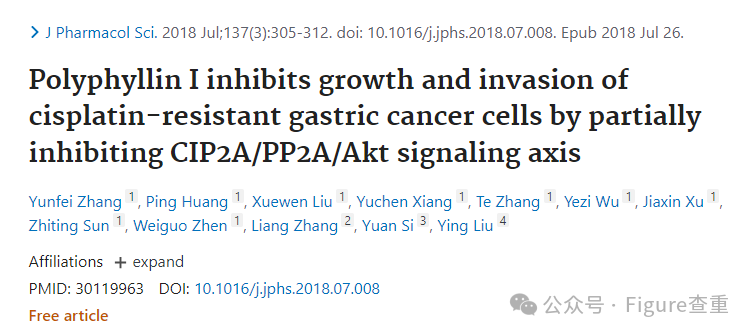 J Pharmacol Sci. 2018 Jul;137(3):305-312. doi: 10.1016/j.jphs.2018.07.008. Epub 2018 Jul 26.
Polyphyllin I inhibits growth and invasion of
cisplatin-resistant gastric cancer cells by partially
inhibiting CIP2A/PP2A/Akt signaling axis
Yunfei Zhang 1, Ping Huang 1, Xuewen Liu 1, Yuchen Xiang 1, Te Zhang 1, Yezi Wu 1, Jiaxin Xu 1,
Zhiting Sun 1, Weiguo Zhen 1, Liang Zhang 2, Yuan Si 3, Ying Liu 4
Affiliations + expand
PMID: 30119963 DOI: 10.1016/j.jphs.2018.07.008
Free article
公众号 · Figure查重